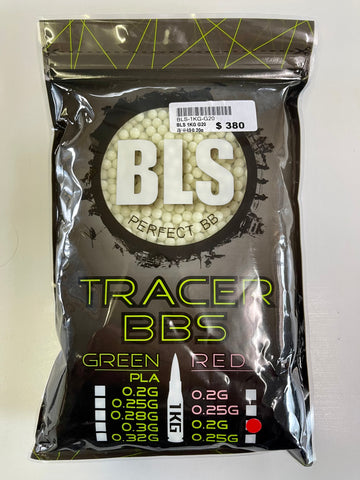 BLS-1KG-G20
BLS 1KG G20
$ 380
BLS
PERFECT BB
TRACER
BBS
GREEN RED
PLA
0.2G 0.2G
0.25G 0.25G
0.28G 0.2G
0.3G 0.25G
0.32G
1KG